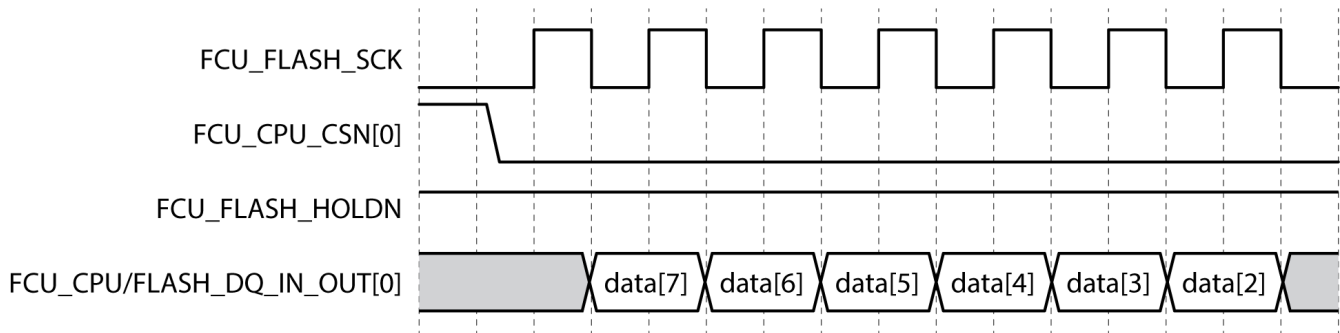 FCU_FLASH_SCK
FCU_CPU_CSN[0]
FCU_FLASH_HOLDN
FCU_CPU/FLASH_DQ_IN_OUT[0] data[7] data[6] data[5] data[4] data[3] data[2]